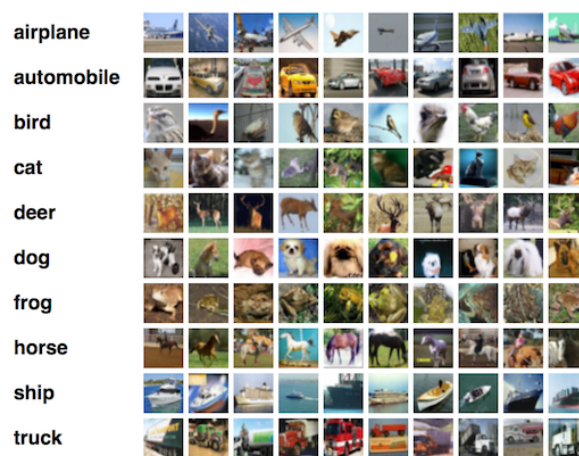 airplane
automobile
bird
cat
deer
dog
frog
horse
ship
truck